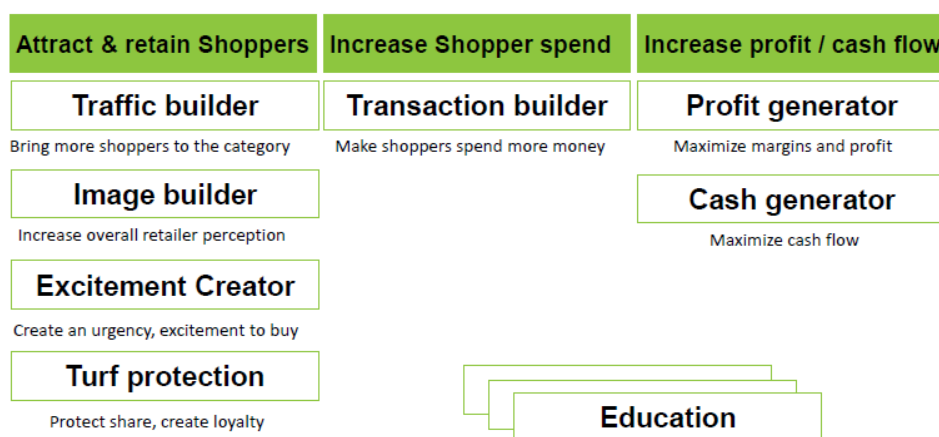 Attract & retain Shoppers
Increase Shopper spend
Increase profit / cash flow
Traffic builder
Transaction builder
Profit generator
Bring more shoppers to the category
Make shoppers spend more money
Maximize margins and profit
Image builder
Cash generator
Increase overall retailer perception
Maximize cash flow
Excitement Creator
Create an urgency, excitement to buy
Turf protection
Education
Protect share, create loyalty